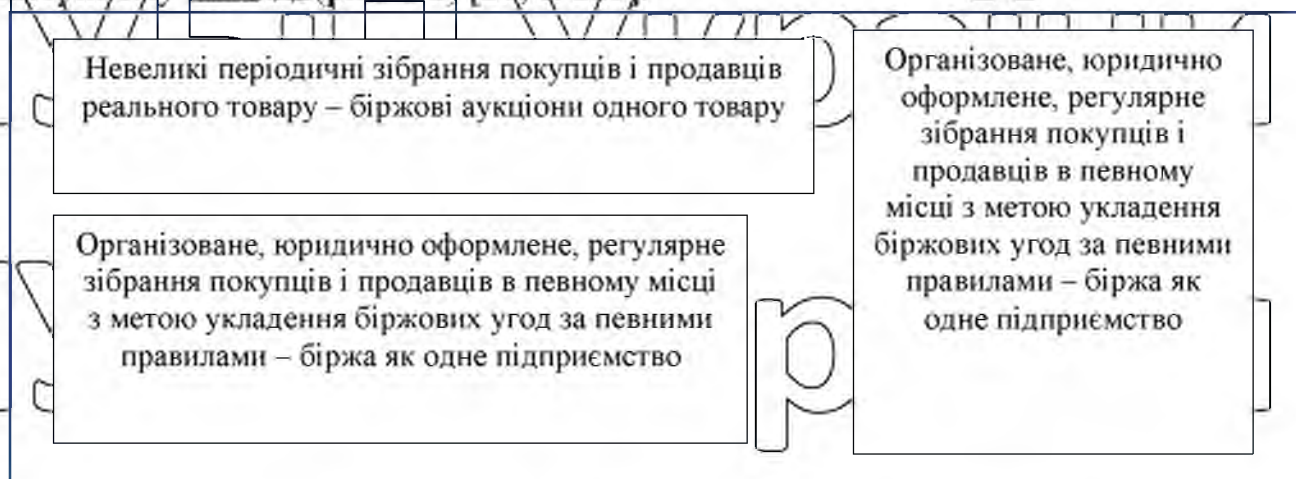 Невеликі періодичні зібрання покупців і продавців
реального товару – біржові аукціони одного товару
Організоване, юридично оформлене, регулярне
зібрання покупців і продавців в певному місці
з метою укладення біржових угод за певними
правилами – біржа як одне підприємство
Організоване, юридично
оформлене, регулярне
зібрання покупців і
продавців в певному
місці з метою укладення
біржових угод за певними
правилами – біржа як
одне підприємство